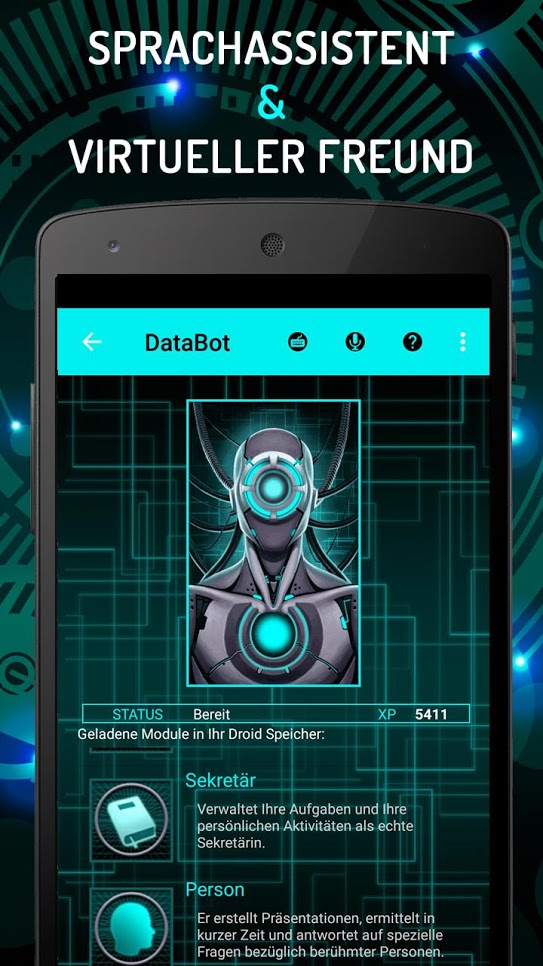 SPRACHASSISTENT
&
VIRTUELLER FREUND
DataBot
STATUS Bereit XP 5411
Geladene Module in Ihr Droid Speicher:
Sekretär
Verwaltet Ihre Aufgaben und Ihre
persönlichen Aktivitäten als echte
Sekretärin.
Person
Er erstellt Präsentationen, ermittelt in
kurzer Zeit und antwortet auf spezielle
Fragen bezüglich berühmter Personen.